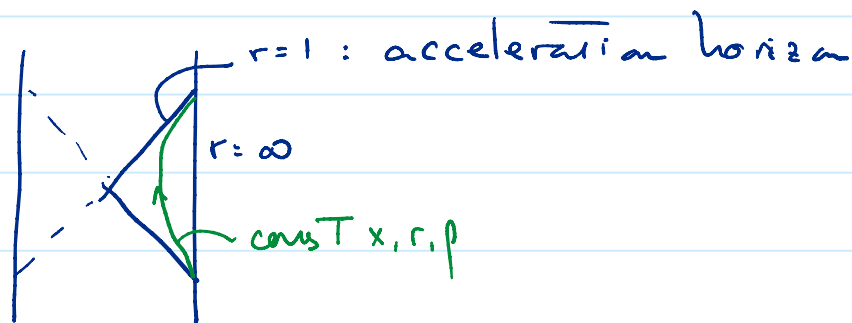 r=1 : acceleration horizon
r=∞
const x, r, ρ